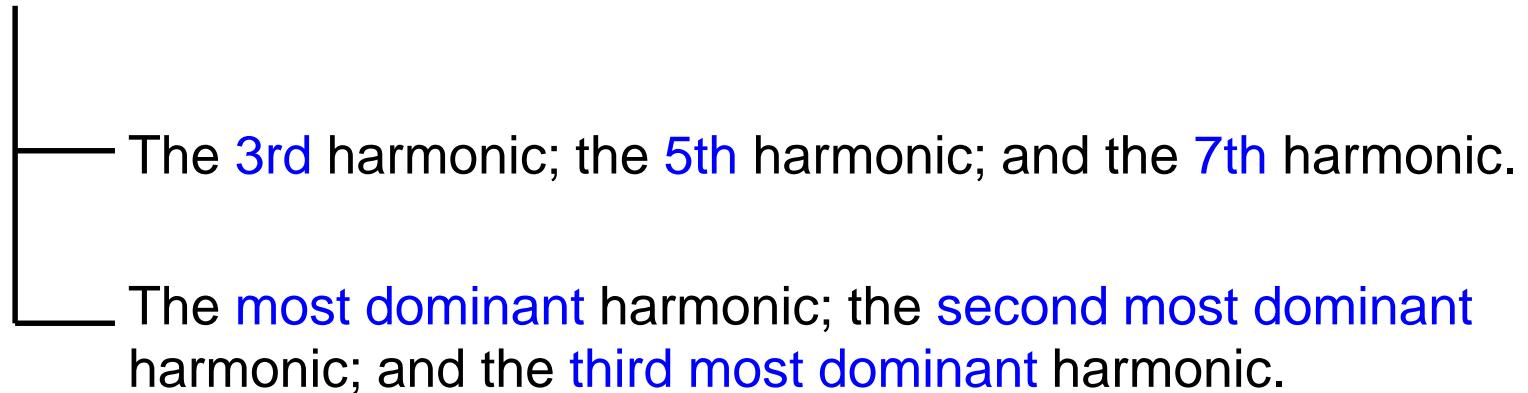 The 3rd harmonic; the 5th harmonic; and the 7th harmonic.
The most dominant harmonic; the second most dominant
harmonic; and the third most dominant harmonic.